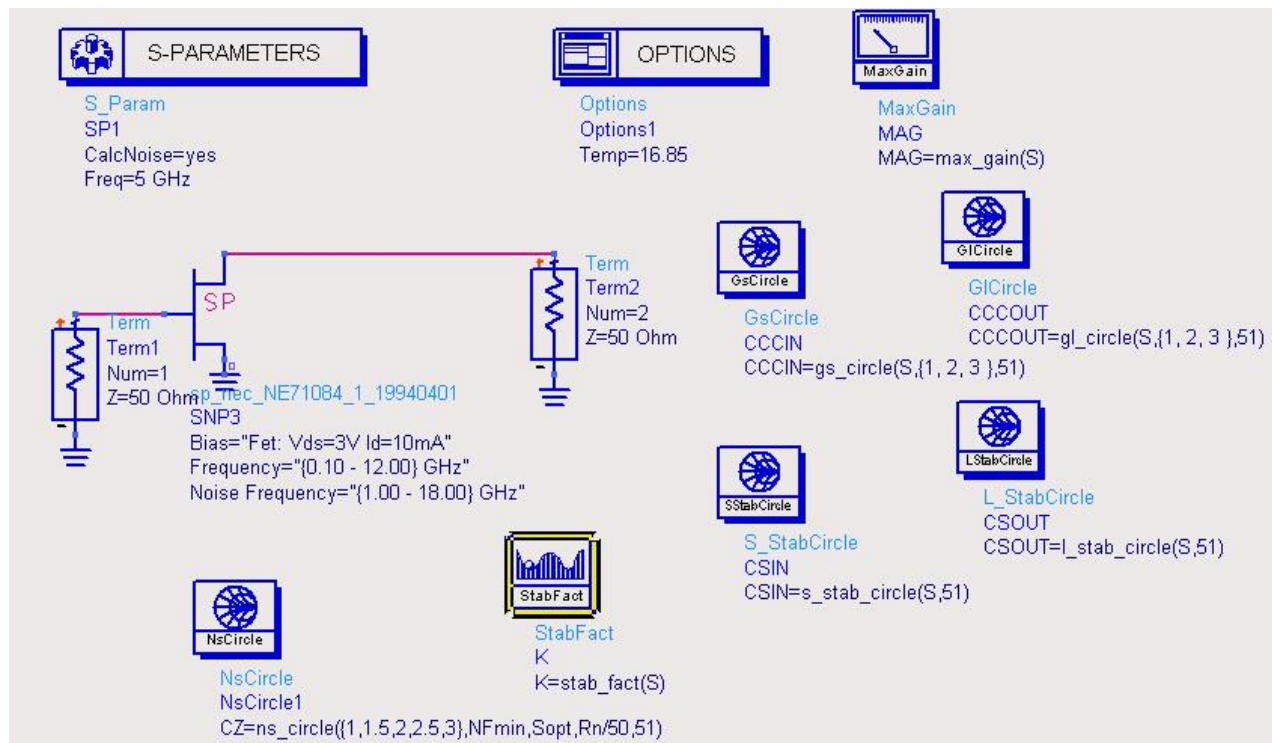 S-PARAMETERS
S_Param
SP1
CalcNoise=yes
Freq=5 GHz
OPTIONS
Options
Options1
Temp=16.85
MaxGain
MaxGain
MAG
MAG=max_gain(S)
SP
Term
Term1
Num=1
Z=50 Ohm
sp_nec_NE71084_1_19940401
SNP3
Bias="Fet: Vds=3V Id=10mA"
Frequency="{0.10 - 12.00} GHz"
Noise Frequency="{1.00 - 18.00} GHz"
Term
Term2
Num=2
Z=50 Ohm
GsCircle
GsCircle
CCCIN
CCCIN=gs_circle(S,{1, 2, 3 },51)
GlCircle
GlCircle
CCCOUT
CCCOUT=gl_circle(S,{1, 2, 3 },51)
SStabCircle
S_StabCircle
CSIN
CSIN=s_stab_circle(S,51)
LStabCircle
L_StabCircle
CSOUT
CSOUT=l_stab_circle(S,51)
StabFact
StabFact
K
K=stab_fact(S)
NsCircle
NsCircle
NsCircle1
CZ=ns_circle({1,1.5,2,2.5,3},NFmin,Sopt,Rn/50,51)